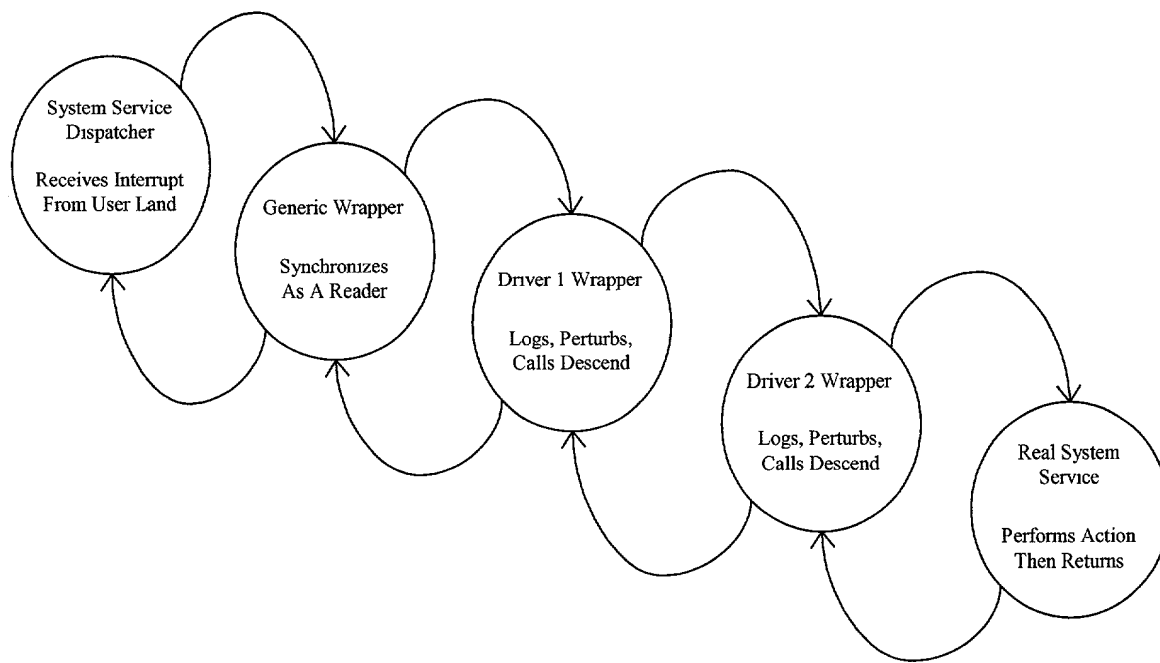 System Service
Dispatcher
Receives Interrupt
From User Land
Generic Wrapper
Synchronizes
As A Reader
Driver 1 Wrapper
Logs, Perturbs,
Calls Descend
Driver 2 Wrapper
Logs, Perturbs,
Calls Descend
Real System
Service
Performs Action
Then Returns